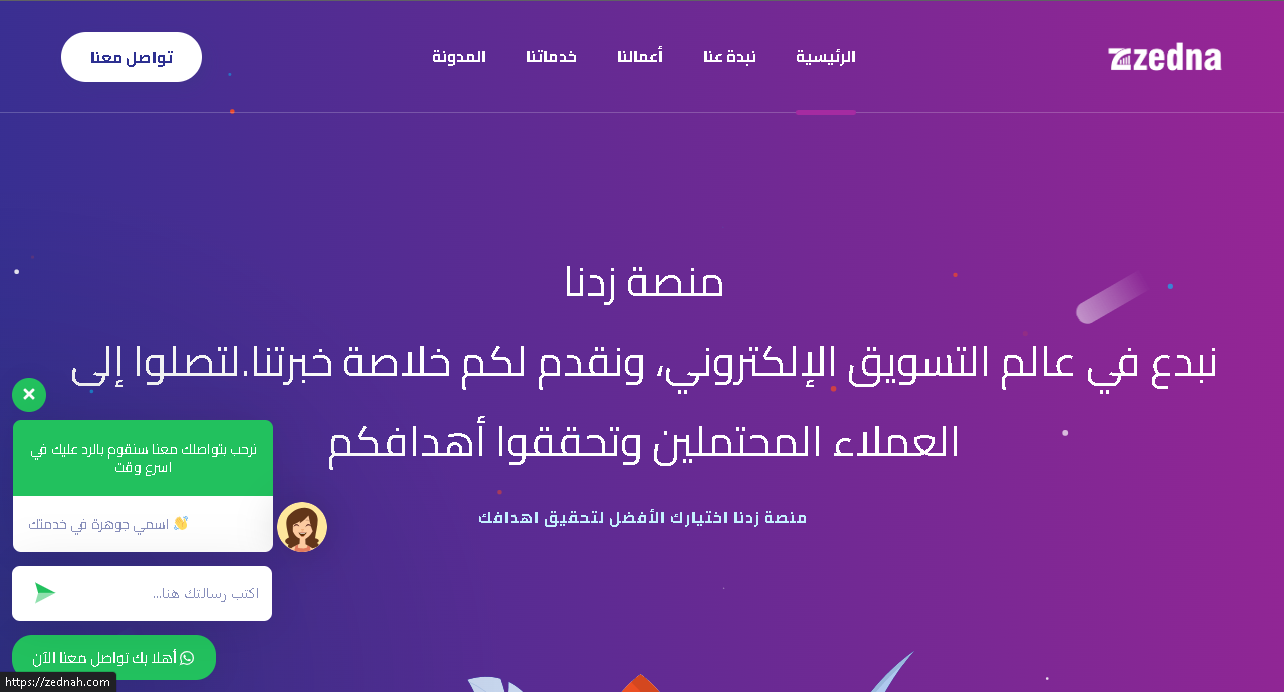 zedna
الرئيسية
نبدة عنا
أعمالنا
خدماتنا
المدونة
تواصل معنا
منصة زدنا
نبدع في عالم التسويق الإلكتروني، ونقدم لكم خلاصة خبرتنا.لتصلوا إلى
العملاء المحتملين وتحققوا أهدافكم
منصة زدنا اختيارك الأفضل لتحقيق اهدافك
نرحب بتواصلك معنا سنقوم بالرد عليك في
اسرع وقت
👋 اسمي جوهرة في خدمتك
اكتب رسالتك هنا...
أهلا بك تواصل معنا الآن
https://zednah.com